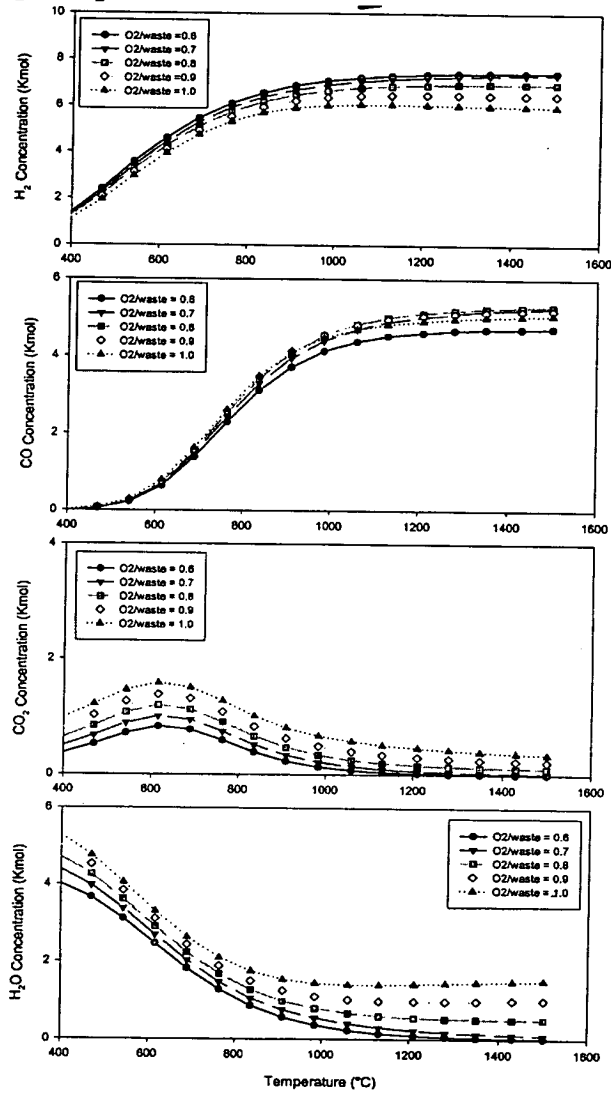 10
8
6
4
2
0
H2 Concentration (Kmol)
O2/waste =0.6
O2/waste =0.7
O2/waste =0.8
O2/waste =0.9
O2/waste =1.0
400 600 800 1000 1200 1400 1600
6
4
2
0
CO Concentration (Kmol)
O2/waste = 0.6
O2/waste = 0.7
O2/waste = 0.8
O2/waste = 0.9
O2/waste = 1.0
400 600 800 1000 1200 1400 1600
4
2
0
CO2 Concentration (Kmol)
O2/waste = 0.6
O2/waste = 0.7
O2/waste = 0.8
O2/waste = 0.9
O2/waste = 1.0
400 600 800 1000 1200 1400 1600
6
4
2
0
H2O Concentration (Kmol)
O2/waste = 0.6
O2/waste = 0.7
O2/waste = 0.8
O2/waste = 0.9
O2/waste = 1.0
400 600 800 1000 1200 1400 1600
Temperature (°C)